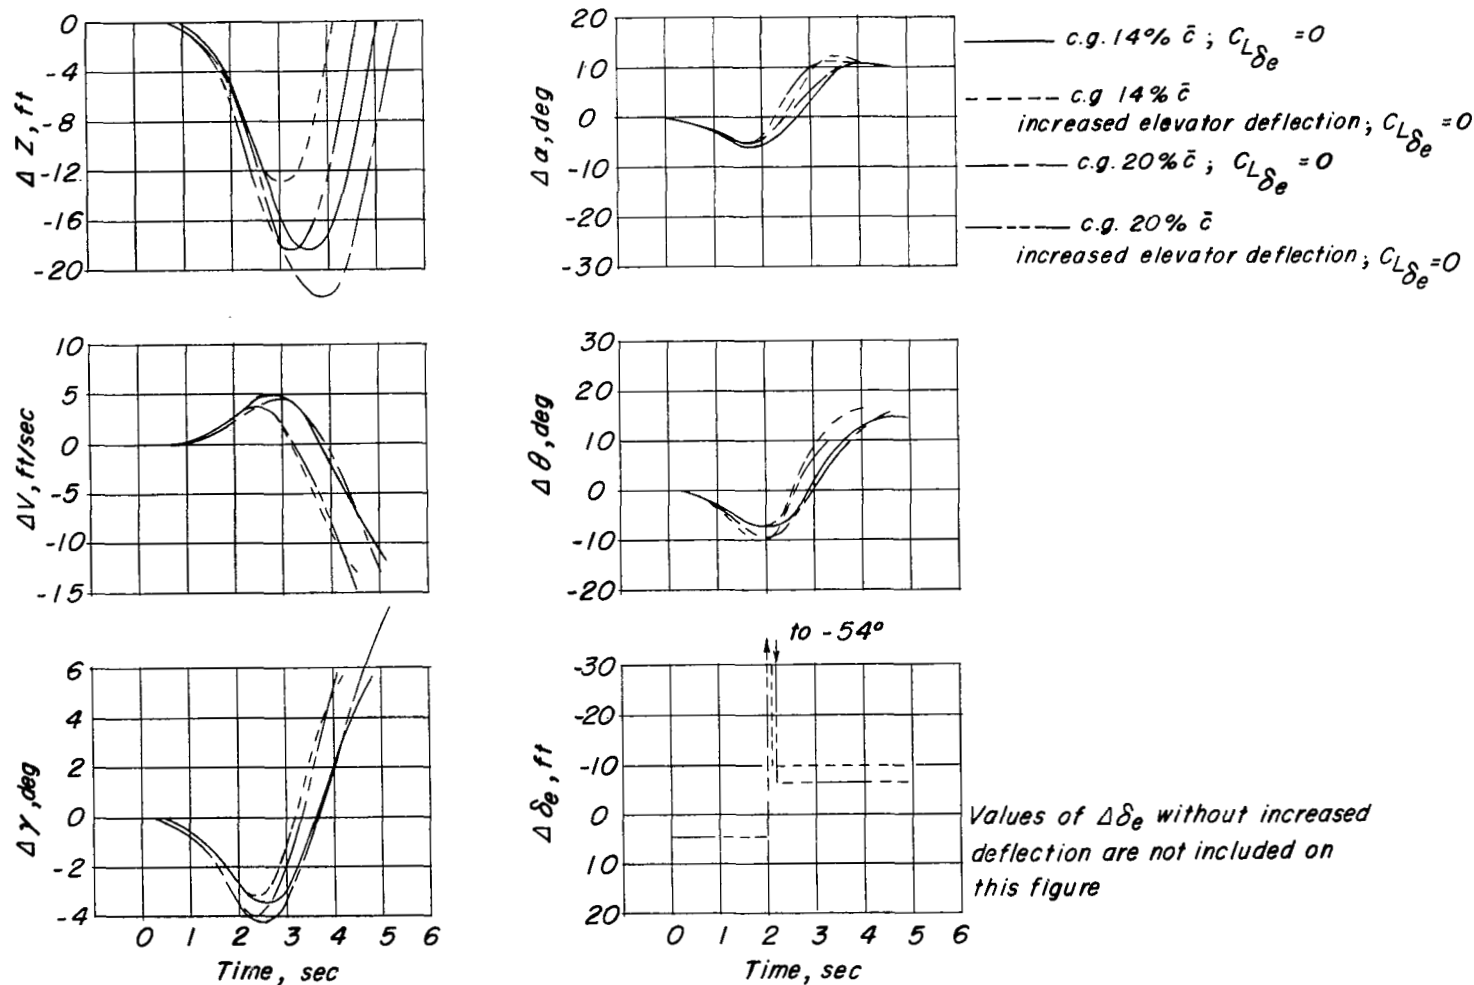 0
-4
-8
-12
-16
-20
Δ Z, ft
20
10
0
-10
-20
-30
Δα, deg
c.g. 14% c̄ ; C_Lδe = 0
c.g 14% c̄
increased elevator deflection; C_Lδe = 0
c.g. 20% c̄ ; C_Lδe = 0
c.g. 20% c̄
increased elevator deflection; C_Lδe = 0
10
5
0
-5
-10
-15
ΔV, ft/sec
30
20
10
0
-10
-20
Δθ, deg
6
4
2
0
-2
-4
Δγ, deg
0 1 2 3 4 5 6
Time, sec
to -54°
-30
-20
-10
0
10
20
Δδe, ft
0 1 2 3 4 5 6
Time, sec
Values of Δδe without increased
deflection are not included on
this figure